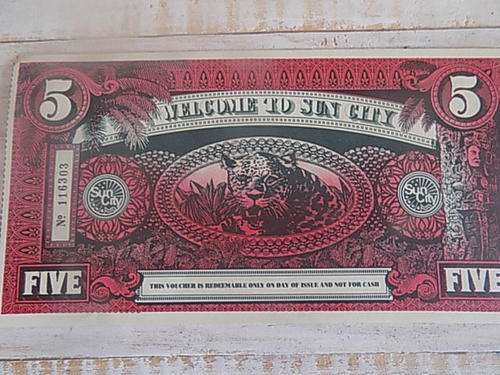 5
5
WELCOME TO SUN CITY
Nº 116303
Sun
City
Sun
City
FIVE
THIS VOUCHER IS REDEEMABLE ONLY ON DAY OF ISSUE AND NOT FOR CASH
FIVE